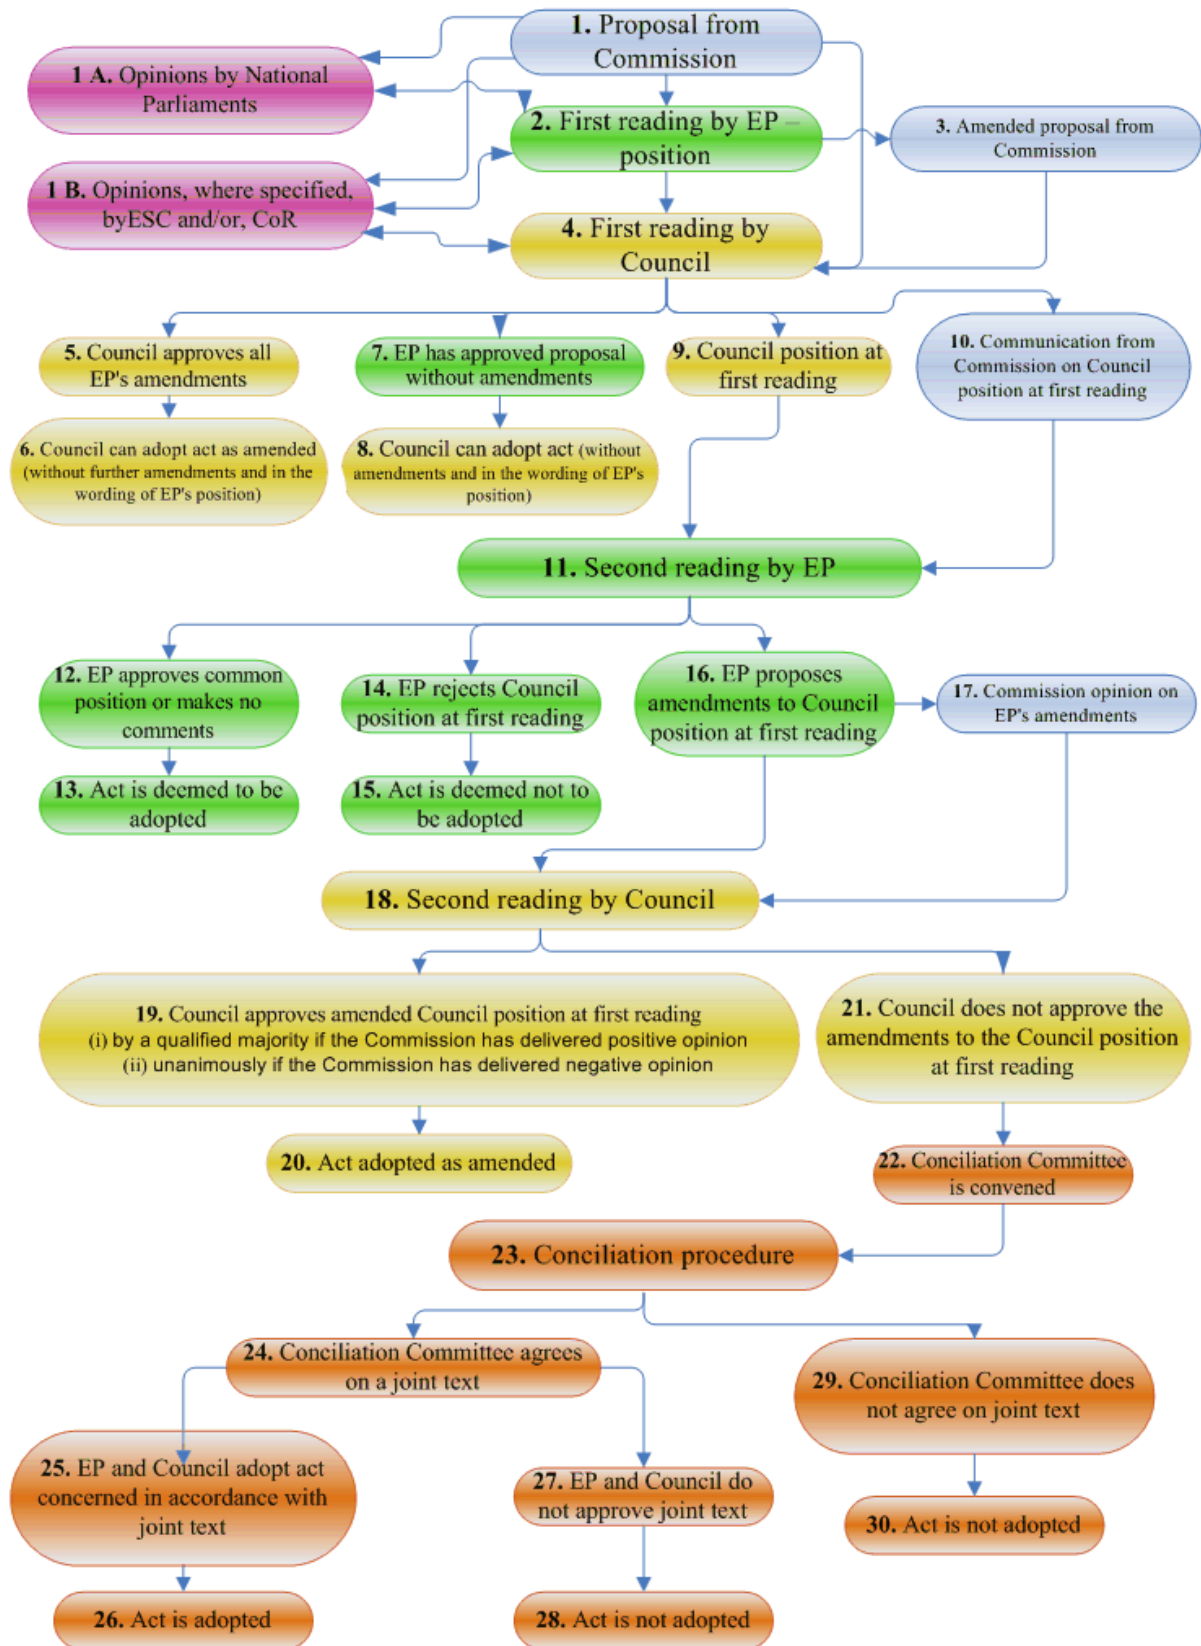 1. Proposal from
Commission
1 A. Opinions by National
Parliaments
2. First reading by EP –
position
3. Amended proposal from
Commission
1 B. Opinions, where specified,
byESC and/or, CoR
4. First reading by
Council
5. Council approves all
EP's amendments
7. EP has approved proposal
without amendments
9. Council position at
first reading
10. Communication from
Commission on Council
position at first reading
6. Council can adopt act as amended
(without further amendments and in the
wording of EP's position)
8. Council can adopt act (without
amendments and in the wording of EP's
position)
11. Second reading by EP
12. EP approves common
position or makes no
comments
14. EP rejects Council
position at first reading
16. EP proposes
amendments to Council
position at first reading
17. Commission opinion on
EP's amendments
13. Act is deemed to be
adopted
15. Act is deemed not to
be adopted
18. Second reading by Council
19. Council approves amended Council position at first reading
(i) by a qualified majority if the Commission has delivered positive opinion
(ii) unanimously if the Commission has delivered negative opinion
21. Council does not approve the
amendments to the Council position
at first reading
20. Act adopted as amended
22. Conciliation Committee
is convened
23. Conciliation procedure
24. Conciliation Committee agrees
on a joint text
29. Conciliation Committee does
not agree on joint text
25. EP and Council adopt act
concerned in accordance with
joint text
27. EP and Council do
not approve joint text
30. Act is not adopted
26. Act is adopted
28. Act is not adopted